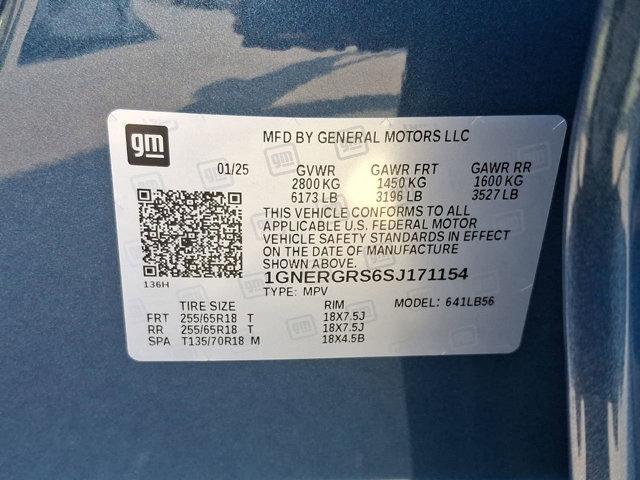 gm
MFD BY GENERAL MOTORS LLC
01/25 GVWR GAWR FRT GAWR RR
2800 KG 1450 KG 1600 KG
6173 LB 3196 LB 3527 LB
THIS VEHICLE CONFORMS TO ALL
APPLICABLE U.S. FEDERAL MOTOR
VEHICLE SAFETY STANDARDS IN EFFECT
ON THE DATE OF MANUFACTURE
SHOWN ABOVE.
1GNERGRS6SJ171154
136H
TYPE: MPV
TIRE SIZE RIM MODEL: 641LB56
FRT 255/65R18 T 18X7.5J
RR 255/65R18 T 18X7.5J
SPA T135/70R18 M 18X4.5B